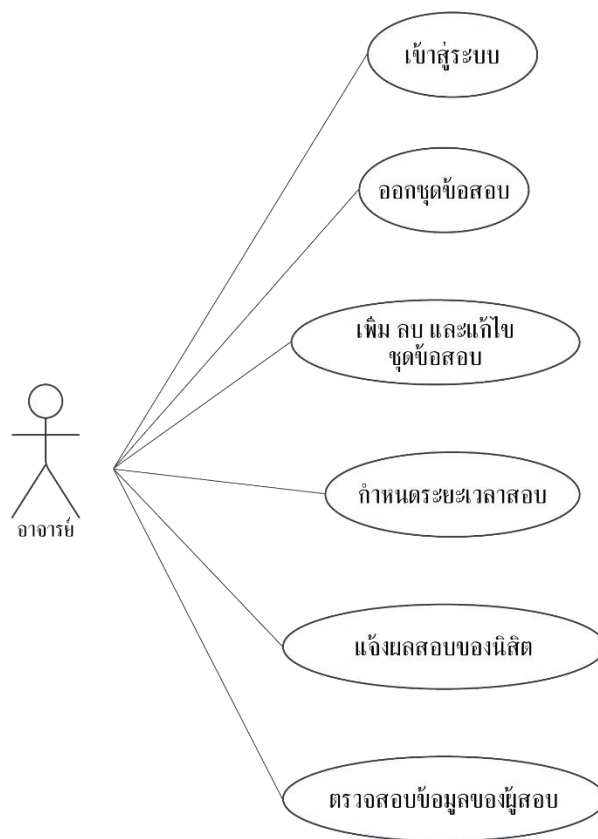 เข้าสู่ระบบ
ออกชุดข้อสอบ
เพิ่ม ลบ และแก้ไข
ชุดข้อสอบ
กำหนดระยะเวลาสอบ
อาจารย์
แจ้งผลสอบของนิสิต
ตรวจสอบข้อมูลของผู้สอบ